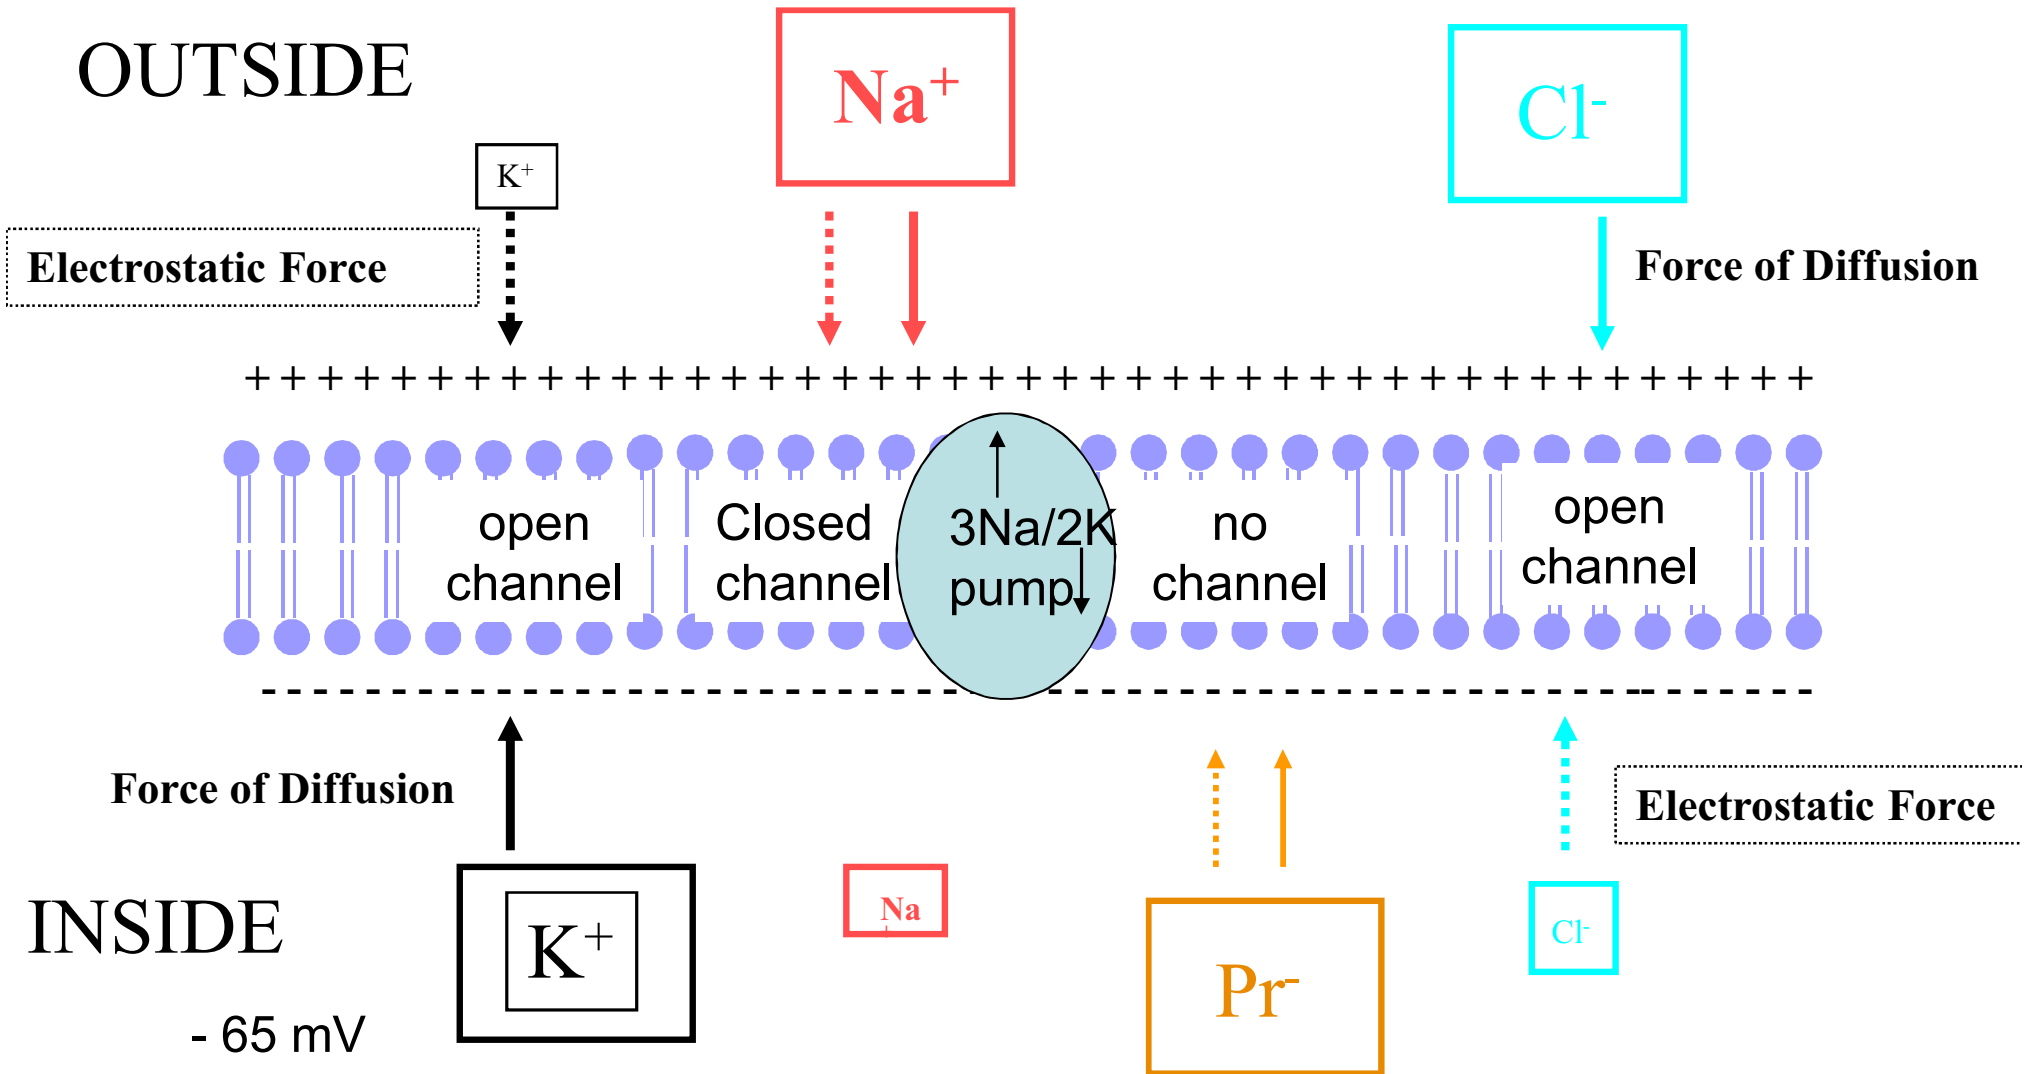 OUTSIDE
Na⁺
Cl⁻
K⁺
Electrostatic Force
Force of Diffusion
+ + + + + + + + + + + + + + + + + + + + + + + + + + + + + + + + + + + + + + + + + + +
open
channel
Closed
channel
3Na/2K
pump
no
channel
open
channel
- - - - - - - - - - - - - - - - - - - - - - - - - - - - - - - - - - - - - - - - - - - - - - - - - - - - - - - - - - - -
Force of Diffusion
Electrostatic Force
INSIDE
K⁺
Na
+
Pr⁻
Cl⁻
- 65 mV